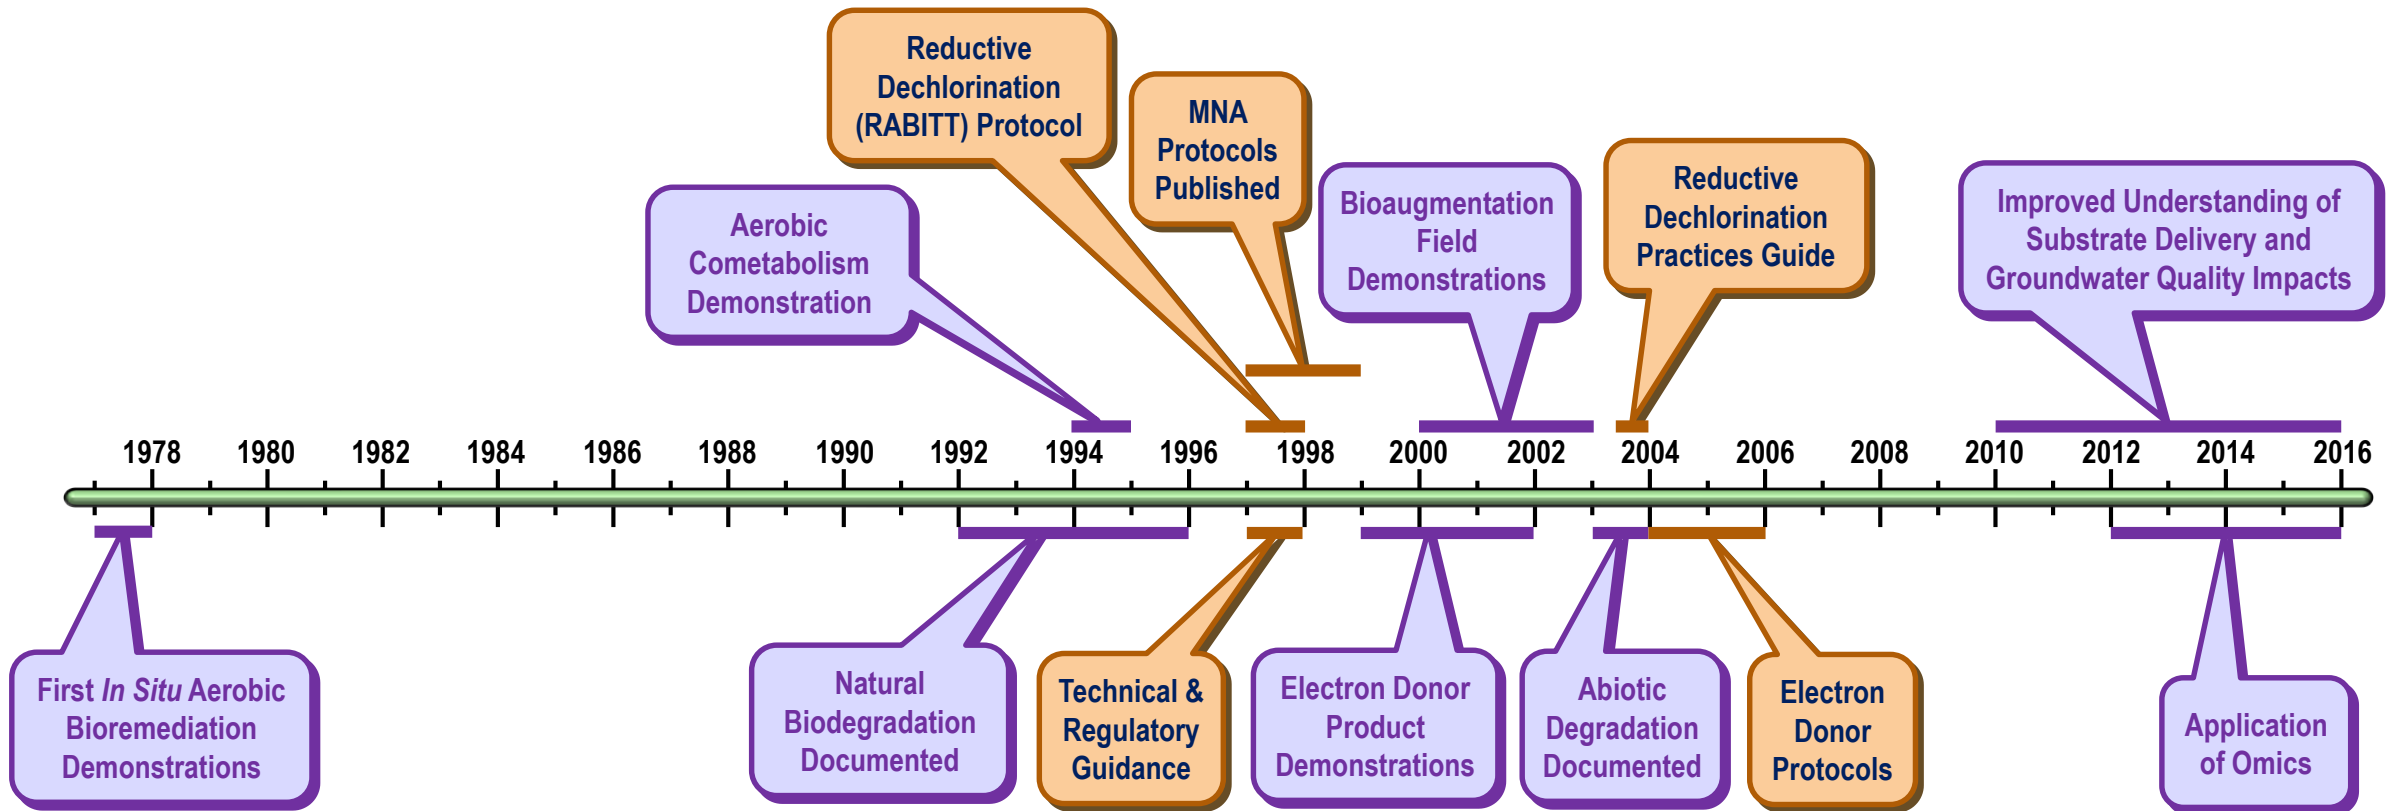 Reductive
Dechlorination
(RABITT) Protocol
MNA
Protocols
Published
Reductive
Dechlorination
Practices Guide
Bioaugmentation
Field
Demonstrations
Improved Understanding of
Substrate Delivery and
Groundwater Quality Impacts
Aerobic
Cometabolism
Demonstration
1978 1980 1982 1984 1986 1988 1990 1992 1994 1996 1998 2000 2002 2004 2006 2008 2010 2012 2014 2016
First In Situ Aerobic
Bioremediation
Demonstrations
Natural
Biodegradation
Documented
Technical &
Regulatory
Guidance
Electron Donor
Product
Demonstrations
Abiotic
Degradation
Documented
Electron
Donor
Protocols
Application
of Omics